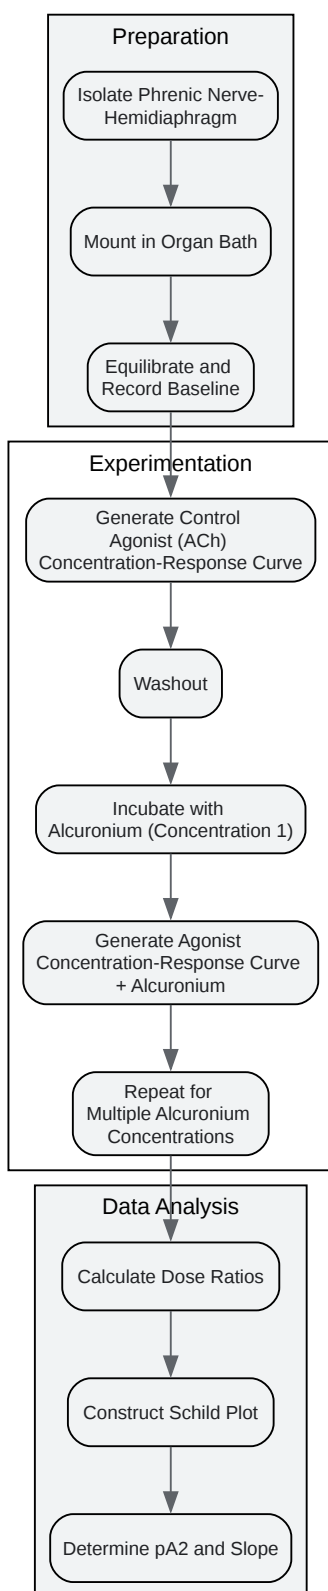 Preparation
Isolate Phrenic Nerve-
Hemidiaphragm
Mount in Organ Bath
Equilibrate and
Record Baseline
Experimentation
Generate Control
Agonist (ACh)
Concentration-Response Curve
Washout
Incubate with
Alcuronium (Concentration 1)
Generate Agonist
Concentration-Response Curve
+ Alcuronium
Repeat for
Multiple Alcuronium
Concentrations
Data Analysis
Calculate Dose Ratios
Construct Schild Plot
Determine pA2 and Slope